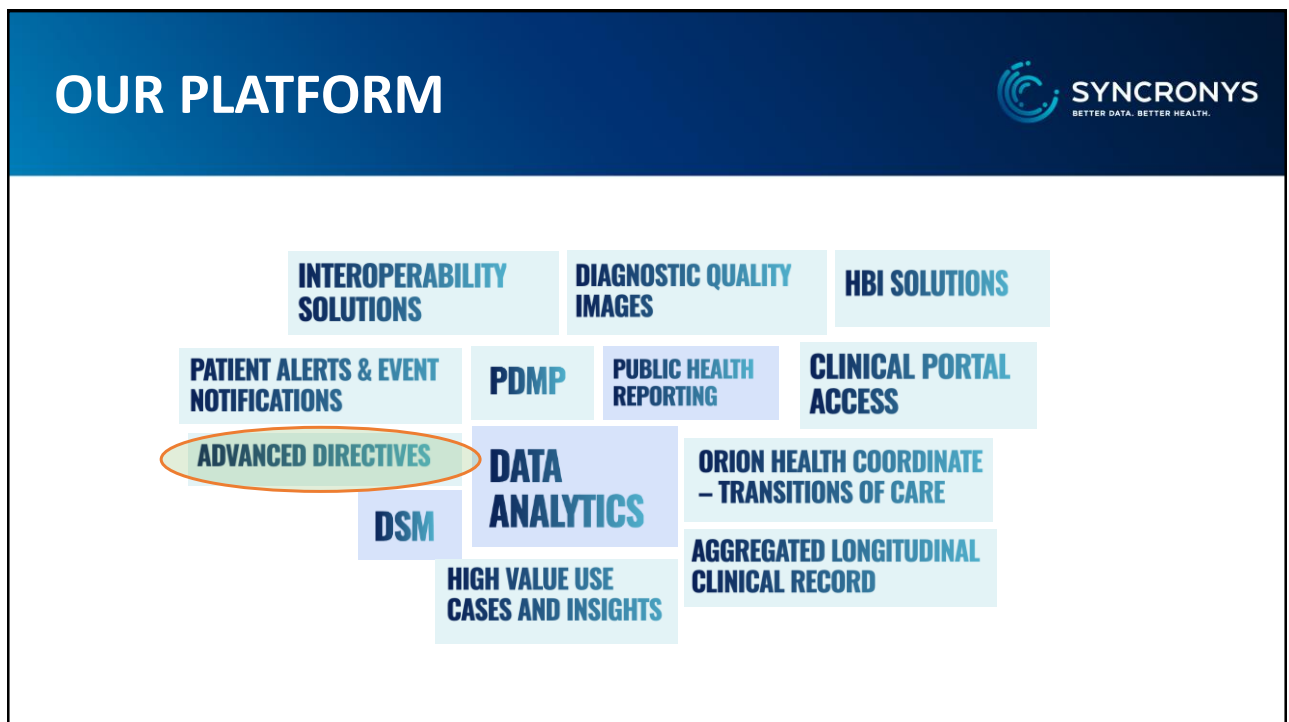 OUR PLATFORM
SYNCRONYS
BETTER DATA. BETTER HEALTH.
INTEROPERABILITY
SOLUTIONS
DIAGNOSTIC QUALITY
IMAGES
HBI SOLUTIONS
PATIENT ALERTS & EVENT
NOTIFICATIONS
PDMP
PUBLIC HEALTH
REPORTING
CLINICAL PORTAL
ACCESS
ADVANCED DIRECTIVES
DATA
ANALYTICS
ORION HEALTH COORDINATE
– TRANSITIONS OF CARE
DSM
AGGREGATED LONGITUDINAL
CLINICAL RECORD
HIGH VALUE USE
CASES AND INSIGHTS